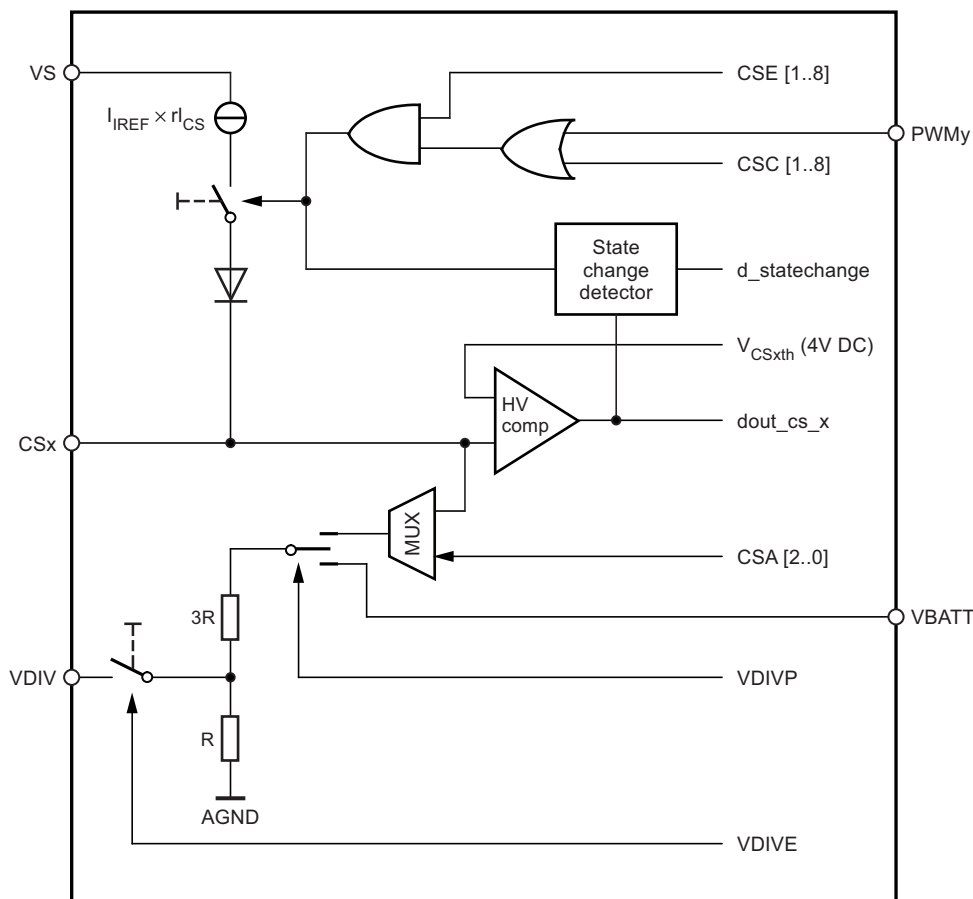 VS
I_IREF × rI_CS
CSE [1..8]
PWMy
CSC [1..8]
State
change
detector
d_statechange
V_CSxth (4V DC)
HV
comp
dout_cs_x
CSx
MUX
CSA [2..0]
3R
VBATT
VDIV
VDIVP
R
AGND
VDIVE